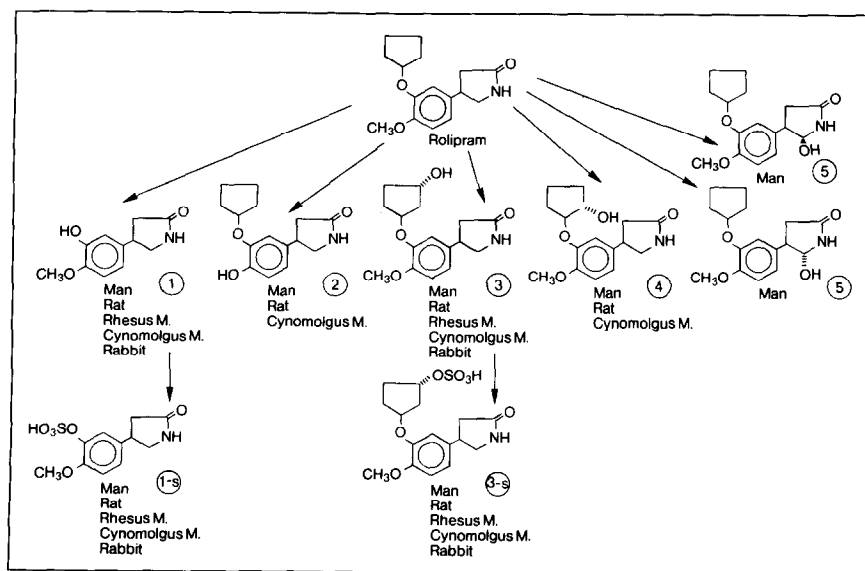 O
NH
O
CH₃O
Rolipram
O
NH
O
OH
CH₃O
Man
5
HO
O
NH
CH₃O
1
Man
Rat
Rhesus M.
Cynomolgus M.
Rabbit
O
NH
O
HO
2
Man
Rat
Cynomolgus M.
OH
O
NH
O
CH₃O
3
Man
Rat
Rhesus M.
Cynomolgus M.
Rabbit
OH
O
NH
O
CH₃O
4
Man
Rat
Cynomolgus M.
O
NH
O
OH
CH₃O
Man
5
HO₃SO
O
NH
CH₃O
1-s
Man
Rat
Rhesus M.
Cynomolgus M.
Rabbit
OSO₃H
O
NH
O
CH₃O
3-s
Man
Rat
Rhesus M.
Cynomolgus M.
Rabbit